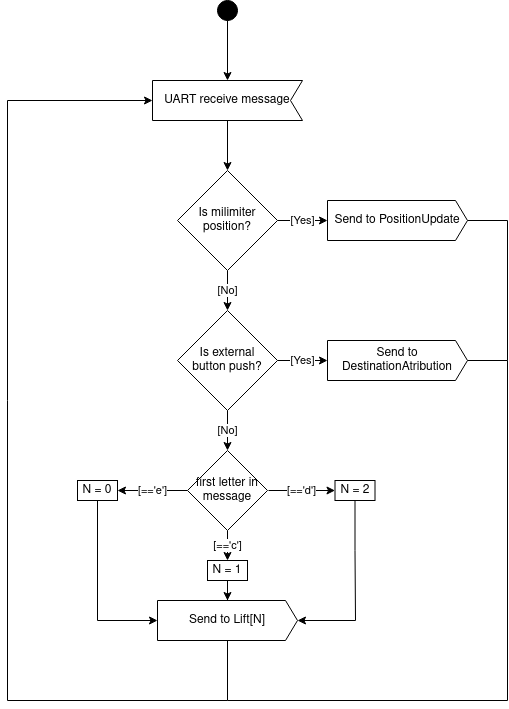 UART receive message
Is milimiter
position?
[Yes]
Send to PositionUpdate
[No]
Is external
button push?
[Yes]
Send to
DestinationAtribution
[No]
N = 0
[=='e']
first letter in
message
[=='d']
N = 2
[=='c']
N = 1
Send to Lift[N]